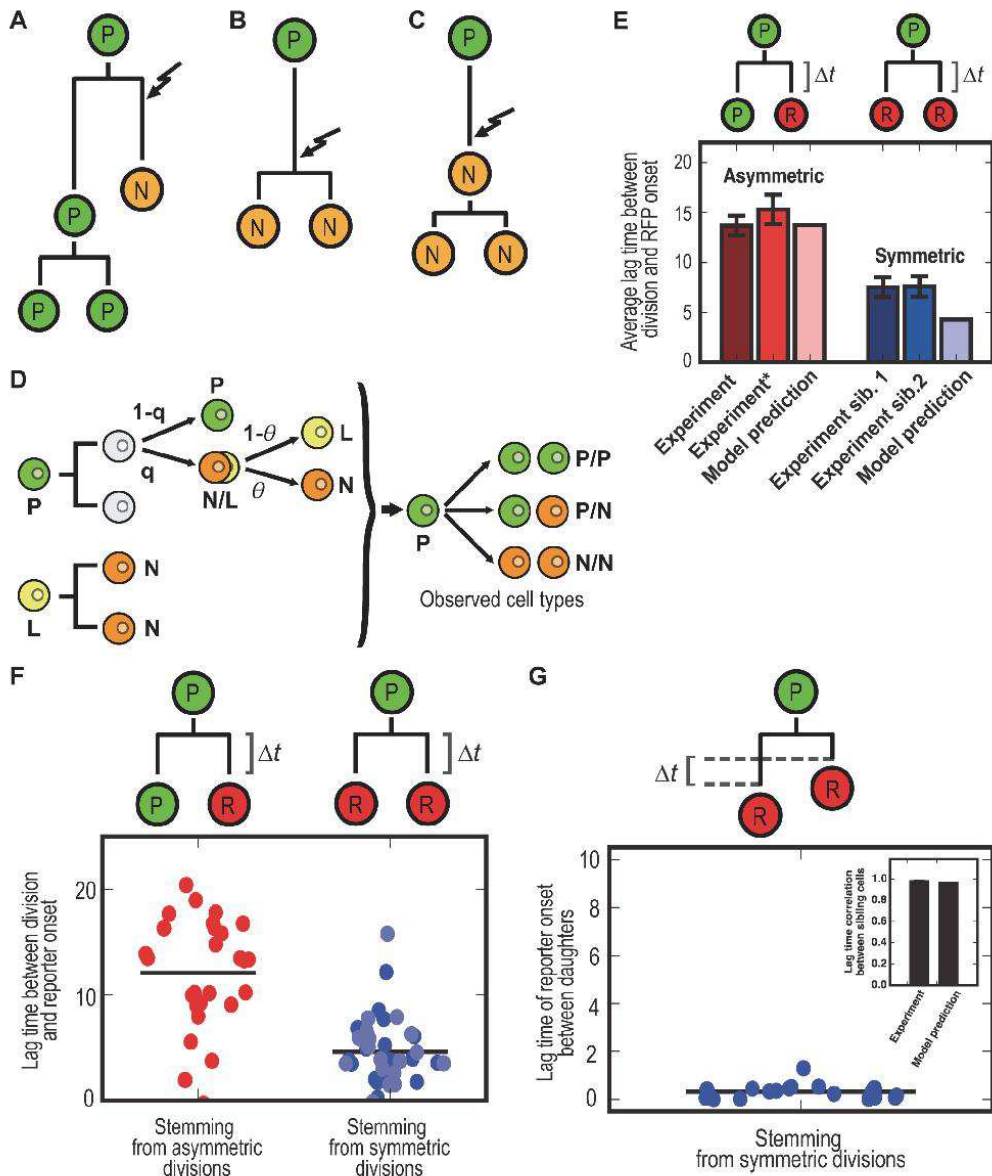 A
P
P
N
P
P
B
P
N
N
C
P
N
N
N
D
P
1-q
q
P
N/L
1-θ
θ
L
N
L
N
N
P
P/P
P/N
N/N
Observed cell types
E
P
Δt
P
R
P
Δt
R
R
Average lag time between
division and RFP onset
20
15
10
5
0
Asymmetric
Symmetric
Experiment
Experiment*
Model prediction
Experiment sib. 1
Experiment sib.2
Model prediction
F
P
Δt
P
R
P
Δt
R
R
Lag time between division
and reporter onset
20
10
0
Stemming
from asymmetric
divisions
Stemming
from symmetric
divisions
G
P
Δt
R
R
Lag time of reporter onset
between daughters
10
8
6
4
2
0
Lag time correlation
between sibling cells
1.0
0.8
0.6
0.4
0.2
0.0
Experiment
Model prediction
Stemming
from symmetric divisions